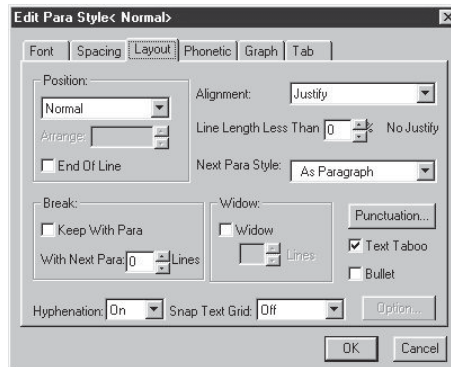 Edit Para Style< Normal>
Font Spacing Layout Phonetic Graph Tab
Position:
Normal
Arrange:
End Of Line
Alignment: Justify
Line Length Less Than 0 % No Justify
Next Para Style: As Paragraph
Break:
Keep With Para
With Next Para: 0 Lines
Widow:
Widow
Lines
Punctuation...
Text Taboo
Bullet
Hyphenation: On Snap Text Grid: Off Option...
OK Cancel